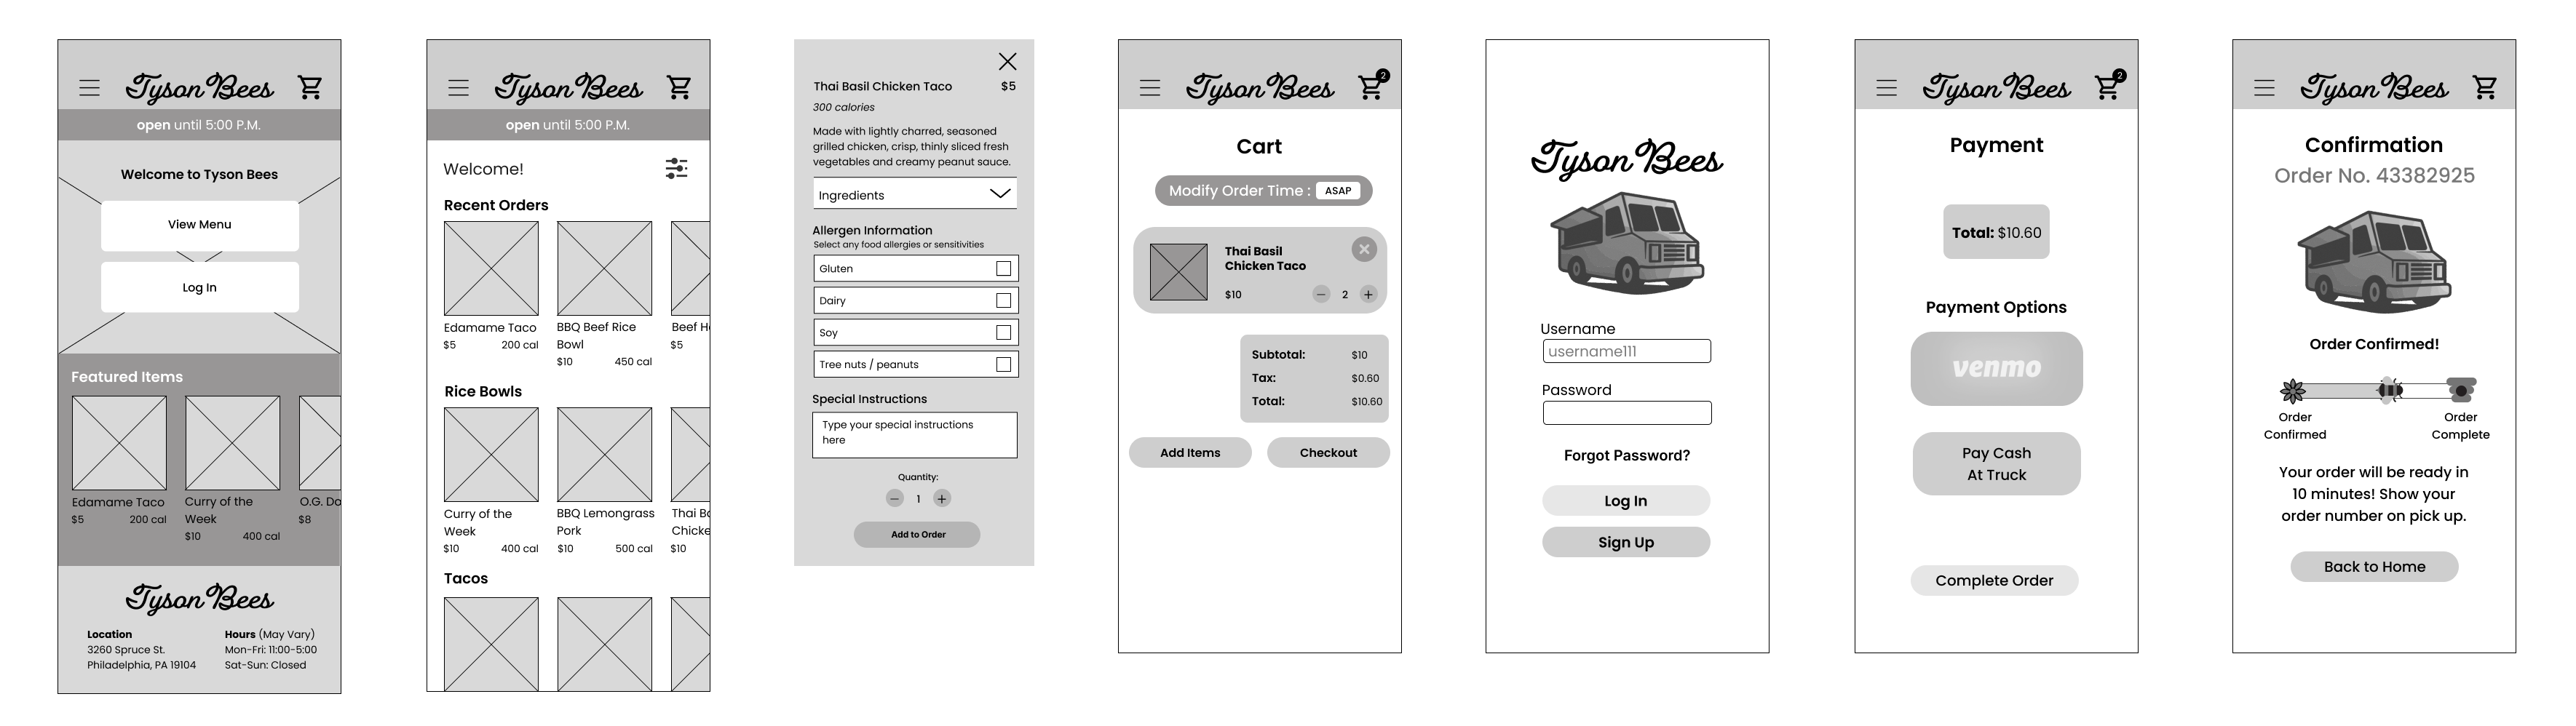 Tyson Bees
open until 5:00 P.M.
Welcome to Tyson Bees
View Menu
Log In
Featured Items
Edamame Taco
$5 200 cal
Curry of the
Week
$10 400 cal
O.G. Da
$8
Tyson Bees
Location
3260 Spruce St.
Philadelphia, PA 19104
Hours (May Vary)
Mon-Fri: 11:00-5:00
Sat-Sun: Closed
Tyson Bees
open until 5:00 P.M.
Welcome!
Recent Orders
Edamame Taco
$5 200 cal
BBQ Beef Rice
Bowl
$10 450 cal
Beef H
$5
Rice Bowls
Curry of the
Week
$10 400 cal
BBQ Lemongrass
Pork
$10 500 cal
Thai Ba
Chicke
$10
Tacos
Thai Basil Chicken Taco $5
300 calories
Made with lightly charred, seasoned
grilled chicken, crisp, thinly sliced fresh
vegetables and creamy peanut sauce.
Ingredients
Allergen Information
Select any food allergies or sensitivities
Gluten
Dairy
Soy
Tree nuts / peanuts
Special Instructions
Type your special instructions
here
Quantity:
1
Add to Order
Tyson Bees
2
Cart
Modify Order Time : ASAP
Thai Basil
Chicken Taco
$10 2
Subtotal: $10
Tax: $0.60
Total: $10.60
Add Items
Checkout
Tyson Bees
Username
username111
Password
Forgot Password?
Log In
Sign Up
Tyson Bees
2
Payment
Total: $10.60
Payment Options
venmo
Pay Cash
At Truck
Complete Order
Tyson Bees
Confirmation
Order No. 43382925
Order Confirmed!
Order
Confirmed
Order
Complete
Your order will be ready in
10 minutes! Show your
order number on pick up.
Back to Home